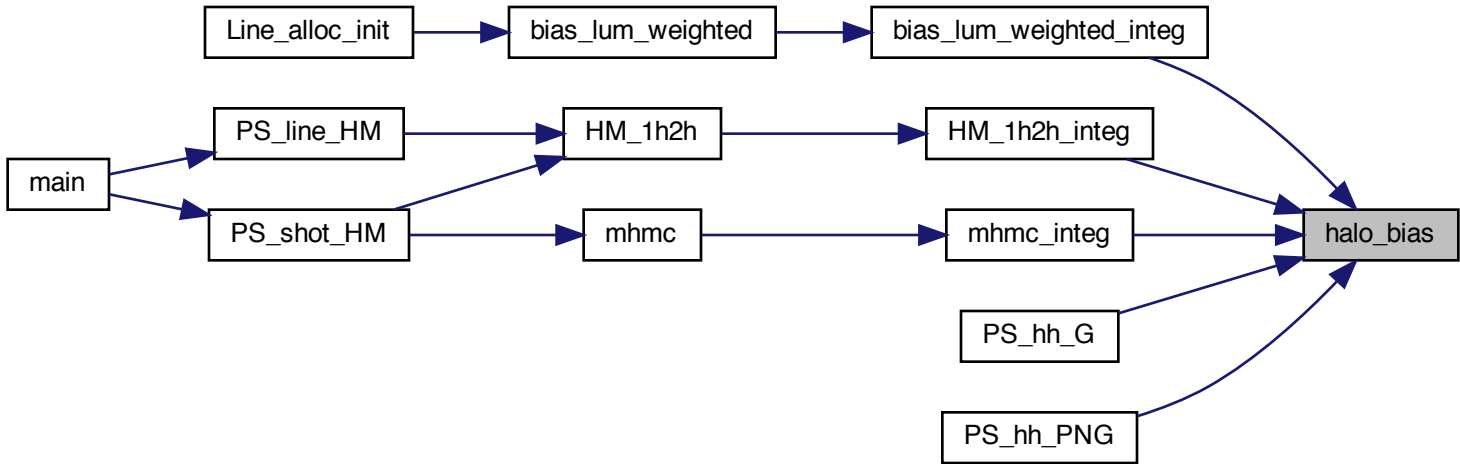 Line_alloc_init
bias_lum_weighted
bias_lum_weighted_integ
PS_line_HM
HM_1h2h
HM_1h2h_integ
main
PS_shot_HM
mhmc
mhmc_integ
halo_bias
PS_hh_G
PS_hh_PNG